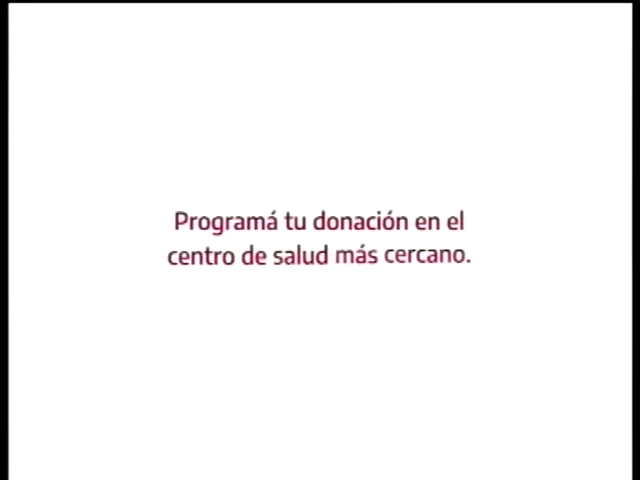 Programá tu donación en el
centro de salud más cercano.